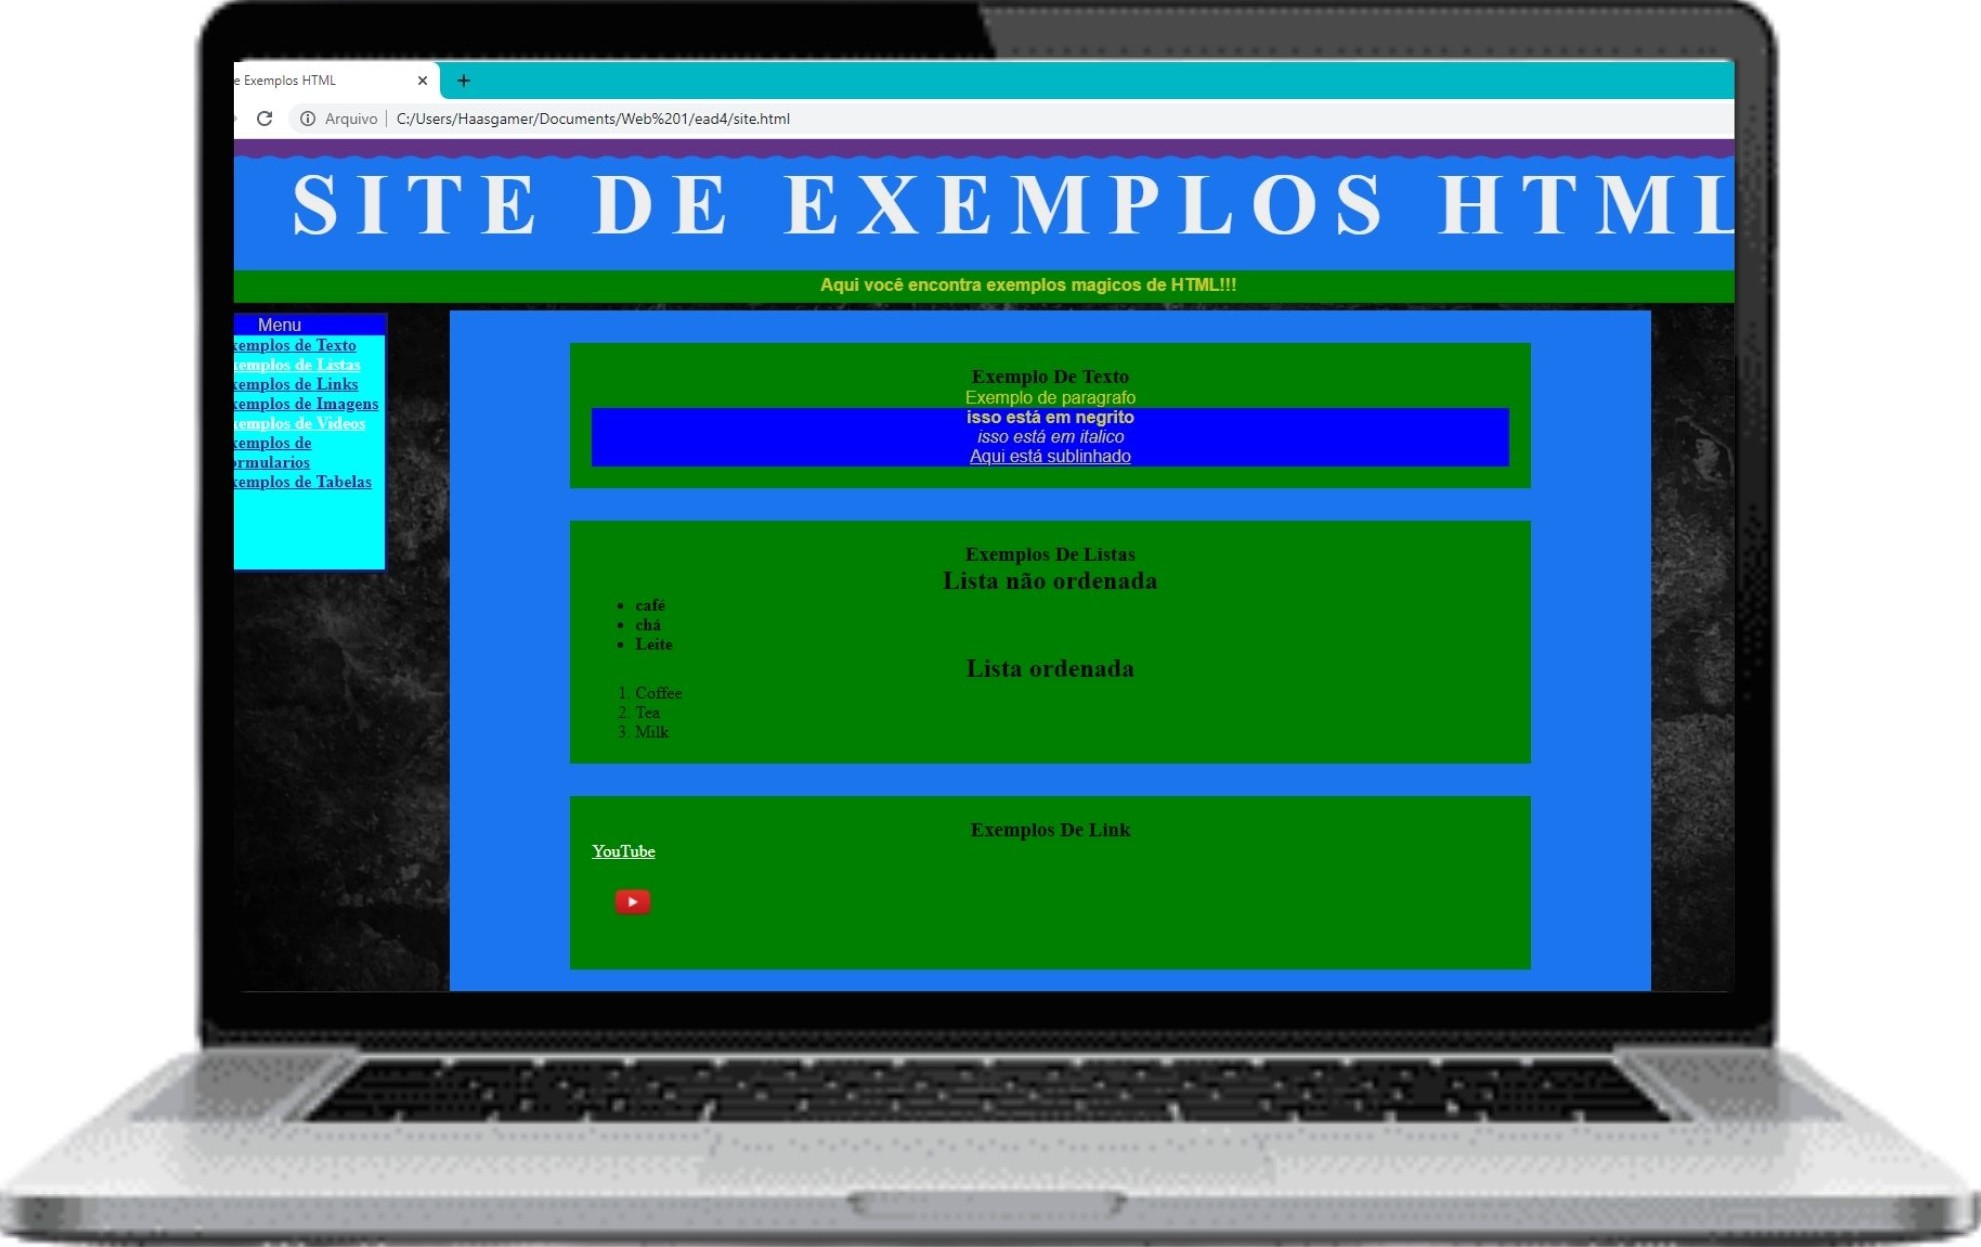 e Exemplos HTML
Arquivo | C:/Users/Haasgamer/Documents/Web%201/ead4/site.html
SITE DE EXEMPLOS HTML
Aqui você encontra exemplos magicos de HTML!!!
Menu
xemplos de Texto
xemplos de Listas
xemplos de Links
xemplos de Imagens
xemplos de Videos
xemplos de
ormularios
xemplos de Tabelas
Exemplo De Texto
Exemplo de paragrafo
isso está em negrito
isso está em italico
Aqui está sublinhado
Exemplos De Listas
Lista não ordenada
• café
• chá
• Leite
Lista ordenada
1. Coffee
2. Tea
3. Milk
Exemplos De Link
YouTube